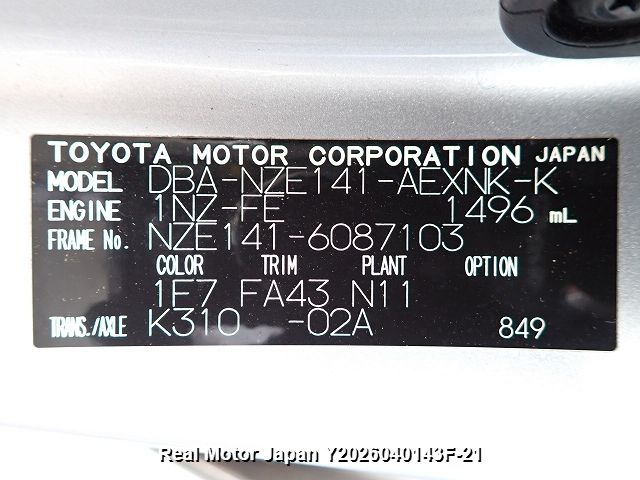 TOYOTA MOTOR CORPORATION JAPAN
MODEL DBA-NZE141-AEXNK-K
ENGINE 1NZ-FE 1496 mL
FRAME No. NZE141-6087103
COLOR TRIM PLANT OPTION
1E7 FA43 N11
TRANS./AXLE K310 -02A 849
Real Motor Japan Y2026040143F-21